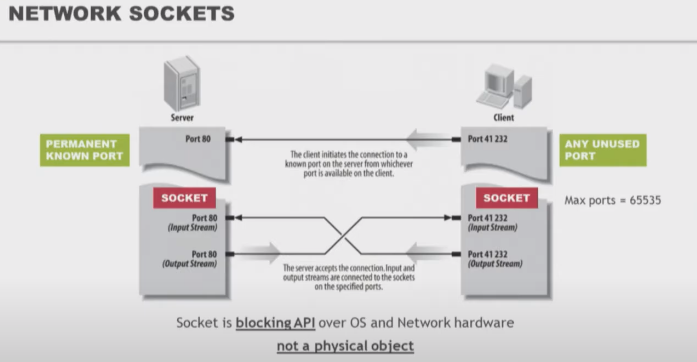 NETWORK SOCKETS
Server
Client
PERMANENT
KNOWN PORT
Port 80
Port 41 232
ANY UNUSED
PORT
The client initiates the connection to a
known port on the server from whichever
port is available on the client.
SOCKET
SOCKET
Max ports = 65535
Port 80
(Input Stream)
Port 41 232
(Input Stream)
Port 80
(Output Stream)
Port 41 232
(Output Stream)
The server accepts the connection. Input and
output streams are connected to the sockets
on the specified ports.
Socket is blocking API over OS and Network hardware
not a physical object